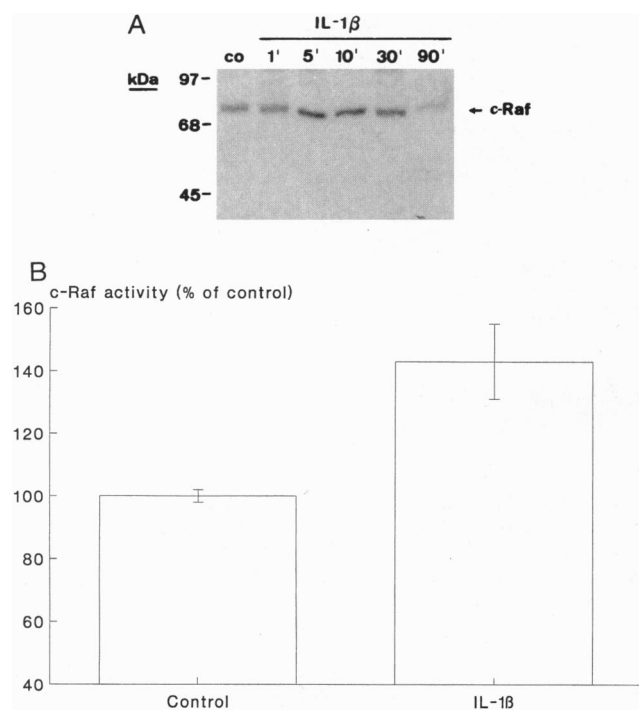 A
IL-1β
kDa co 1' 5' 10' 30' 90'
97-
68-
45-
← c-Raf
B
c-Raf activity (% of control)
160
140
120
100
80
60
40
Control IL-1ß